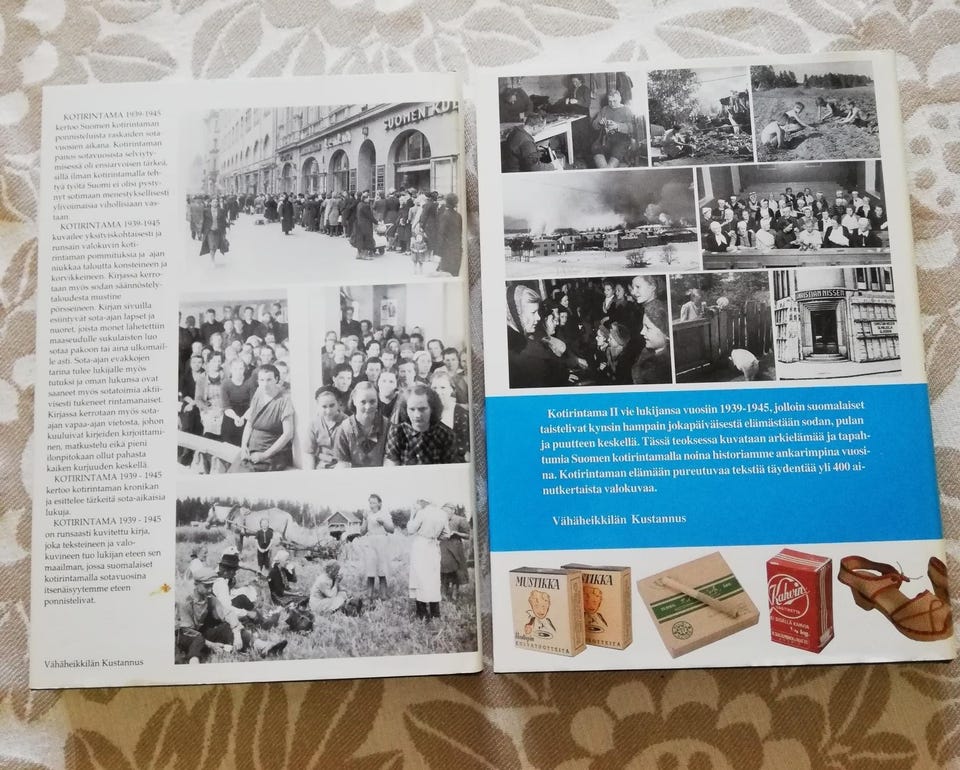 KOTIRINTAMA 1939-1945
kertoo Suomen kotirintaman
ponnisteluista raskaiden sota-
vuosien aikana. Kotirintaman
panos sotavuosista selviyty-
misessä oli ensiarvoisen tärkeä,
sillä ilman kotirintamalla teh-
tyä työtä Suomi ei olisi pysty-
nyt sotimaan menestyksellisesti
ylivoimaisia vihollisiaan vas-
taan.
KOTIRINTAMA 1939-1945
kuvailee yksityiskohtaisesti ja
runsain valokuvin koti-
rintaman pommituksia ja ajan
niukkaa taloutta konsteineen ja
korvikkeineen. Kirjassa kerro-
taan myös sodan säännöstely-
taloudesta mustine
pörsseineen. Kirjan sivuilla
esiintyvät sota-ajan lapset ja
nuoret, joista monet lähetettiin
maaseudulle sukulaisten luo
sotaa pakoon tai aina ulkomail-
le asti. Sota-ajan evakkojen
tarina tulee lukijalle myös
tutuksi ja oman lukunsa ovat
saaneet myös sotatoimia aktii-
visesti tukeneet rintamanaiset.
Kirjassa kerrotaan myös sota-
ajan vapaa-ajan vietosta, johon
kuuluivat kirjeiden kirjoittami-
nen, matkustelu eikä pieni
ilonpitokaan ollut pahasta
kaiken kurjuuden keskellä.
KOTIRINTAMA 1939 - 1945
kertoo kotirintaman kronikan
ja esittelee tärkeitä sota-aikaisia
lukuja.
KOTIRINTAMA 1939 - 1945
on runsaasti kuvitettu kirja,
joka teksteineen ja valo-
kuvineen tuo lukijan eteen sen
maailman, jossa suomalaiset
kotirintamalla sotavuosina
itsenäisyytemme eteen
ponnistelivat.
Vähäheikkilän Kustannus
SUOMEN
CHRISTIAN NISSEN
Kotirintama II vie lukijansa vuosiin 1939-1945, jolloin suomalaiset
taistelivat kynsin hampain jokapäiväisestä elämästään sodan, pulan
ja puutteen keskellä. Tässä teoksessa kuvataan arkielämää ja tapah-
tumia Suomen kotirintamalla noina historiamme ankarimpina vuosi-
na. Kotirintaman elämään pureutuvaa tekstiä täydentää yli 400 ai-
nutkertaista valokuvaa.
Vähäheikkilän Kustannus
MUSTIKKA